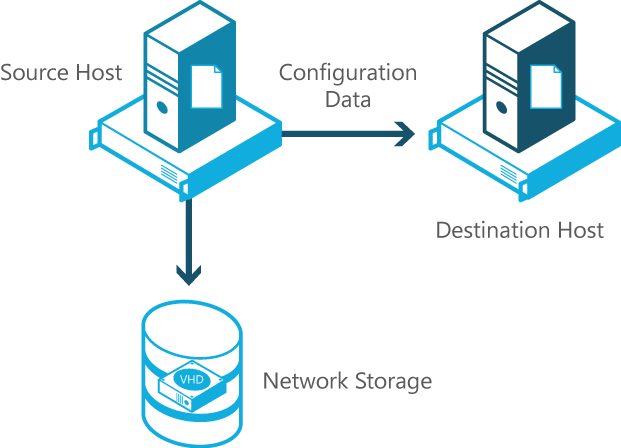 Source Host
Configuration
Data
Destination Host
VHD
Network Storage